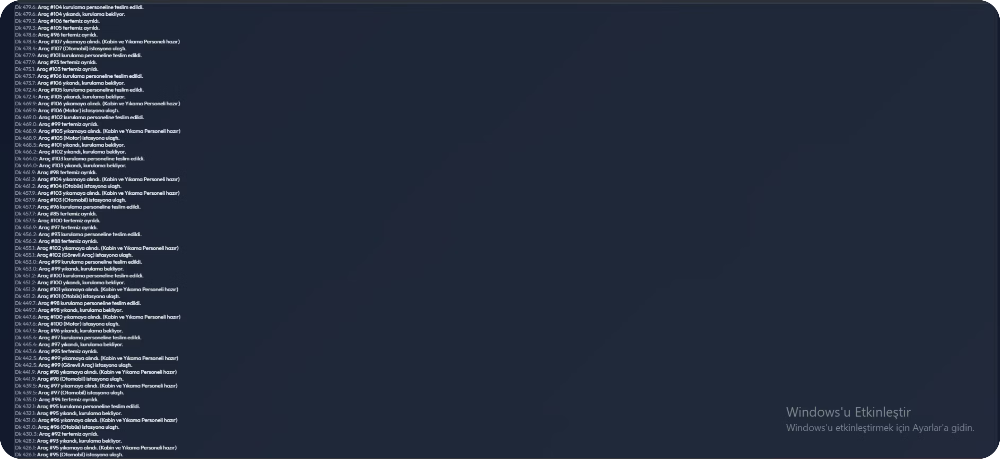 Dk 479.6: Araç #104 kurulama personeline teslim edildi.
Dk 479.6: Araç #104 yıkandı, kurulama bekliyor.
Dk 479.3: Araç #106 tertemiz ayrıldı.
Dk 479.3: Araç #105 tertemiz ayrıldı.
Dk 478.6: Araç #96 tertemiz ayrıldı.
Dk 478.4: Araç #107 yıkamaya alındı. (Kabin ve Yıkama Personeli hazır)
Dk 478.4: Araç #107 (Otomobil) istasyona ulaştı.
Dk 477.9: Araç #101 kurulama personeline teslim edildi.
Dk 477.9: Araç #93 tertemiz ayrıldı.
Dk 475.1: Araç #103 tertemiz ayrıldı.
Dk 473.7: Araç #106 kurulama personeline teslim edildi.
Dk 473.7: Araç #106 yıkandı, kurulama bekliyor.
Dk 472.4: Araç #105 kurulama personeline teslim edildi.
Dk 472.4: Araç #105 yıkandı, kurulama bekliyor.
Dk 469.9: Araç #106 yıkamaya alındı. (Kabin ve Yıkama Personeli hazır)
Dk 469.9: Araç #106 (Motor) istasyona ulaştı.
Dk 469.0: Araç #102 kurulama personeline teslim edildi.
Dk 469.0: Araç #99 tertemiz ayrıldı.
Dk 468.9: Araç #105 yıkamaya alındı. (Kabin ve Yıkama Personeli hazır)
Dk 468.9: Araç #105 (Motor) istasyona ulaştı.
Dk 468.5: Araç #101 yıkandı, kurulama bekliyor.
Dk 466.2: Araç #102 yıkandı, kurulama bekliyor.
Dk 464.0: Araç #103 kurulama personeline teslim edildi.
Dk 464.0: Araç #103 yıkandı, kurulama bekliyor.
Dk 461.9: Araç #98 tertemiz ayrıldı.
Dk 461.2: Araç #104 yıkamaya alındı. (Kabin ve Yıkama Personeli hazır)
Dk 461.2: Araç #104 (Otobüs) istasyona ulaştı.
Dk 457.9: Araç #103 yıkamaya alındı. (Kabin ve Yıkama Personeli hazır)
Dk 457.9: Araç #103 (Otomobil) istasyona ulaştı.
Dk 457.7: Araç #96 kurulama personeline teslim edildi.
Dk 457.7: Araç #85 tertemiz ayrıldı.
Dk 457.5: Araç #100 tertemiz ayrıldı.
Dk 456.9: Araç #97 tertemiz ayrıldı.
Dk 456.2: Araç #93 kurulama personeline teslim edildi.
Dk 456.2: Araç #88 tertemiz ayrıldı.
Dk 455.1: Araç #102 yıkamaya alındı. (Kabin ve Yıkama Personeli hazır)
Dk 455.1: Araç #102 (Görevli Araç) istasyona ulaştı.
Dk 453.0: Araç #99 kurulama personeline teslim edildi.
Dk 453.0: Araç #99 yıkandı, kurulama bekliyor.
Dk 451.2: Araç #100 kurulama personeline teslim edildi.
Dk 451.2: Araç #100 yıkandı, kurulama bekliyor.
Dk 451.2: Araç #101 yıkamaya alındı. (Kabin ve Yıkama Personeli hazır)
Dk 451.2: Araç #101 (Otobüs) istasyona ulaştı.
Dk 449.7: Araç #98 kurulama personeline teslim edildi.
Dk 449.7: Araç #98 yıkandı, kurulama bekliyor.
Dk 447.6: Araç #100 yıkamaya alındı. (Kabin ve Yıkama Personeli hazır)
Dk 447.6: Araç #100 (Motor) istasyona ulaştı.
Dk 447.5: Araç #96 yıkandı, kurulama bekliyor.
Dk 445.4: Araç #97 kurulama personeline teslim edildi.
Dk 445.4: Araç #97 yıkandı, kurulama bekliyor.
Dk 443.6: Araç #95 tertemiz ayrıldı.
Dk 442.5: Araç #99 yıkamaya alındı. (Kabin ve Yıkama Personeli hazır)
Dk 442.5: Araç #99 (Görevli Araç) istasyona ulaştı.
Dk 441.9: Araç #98 yıkamaya alındı. (Kabin ve Yıkama Personeli hazır)
Dk 441.9: Araç #98 (Otomobil) istasyona ulaştı.
Dk 439.5: Araç #97 yıkamaya alındı. (Kabin ve Yıkama Personeli hazır)
Dk 439.5: Araç #97 (Otomobil) istasyona ulaştı.
Dk 435.0: Araç #94 tertemiz ayrıldı.
Dk 432.1: Araç #95 kurulama personeline teslim edildi.
Dk 432.1: Araç #95 yıkandı, kurulama bekliyor.
Dk 431.0: Araç #96 yıkamaya alındı. (Kabin ve Yıkama Personeli hazır)
Dk 431.0: Araç #96 (Otobüs) istasyona ulaştı.
Dk 430.3: Araç #92 tertemiz ayrıldı.
Dk 428.1: Araç #93 yıkandı, kurulama bekliyor.
Dk 426.1: Araç #95 yıkamaya alındı. (Kabin ve Yıkama Personeli hazır)
Dk 426.1: Araç #95 (Otomobil) istasyona ulaştı.
Windows'u Etkinleştir
Windows'u etkinleştirmek için Ayarlar'a gidin.